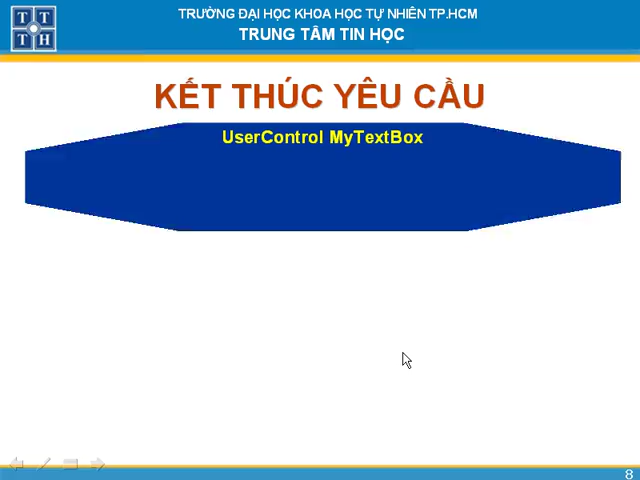 TRƯỜNG ĐẠI HỌC KHOA HỌC TỰ NHIÊN TP.HCM
TRUNG TÂM TIN HỌC
T T
T H
KẾT THÚC YÊU CẦU
UserControl MyTextBox
8